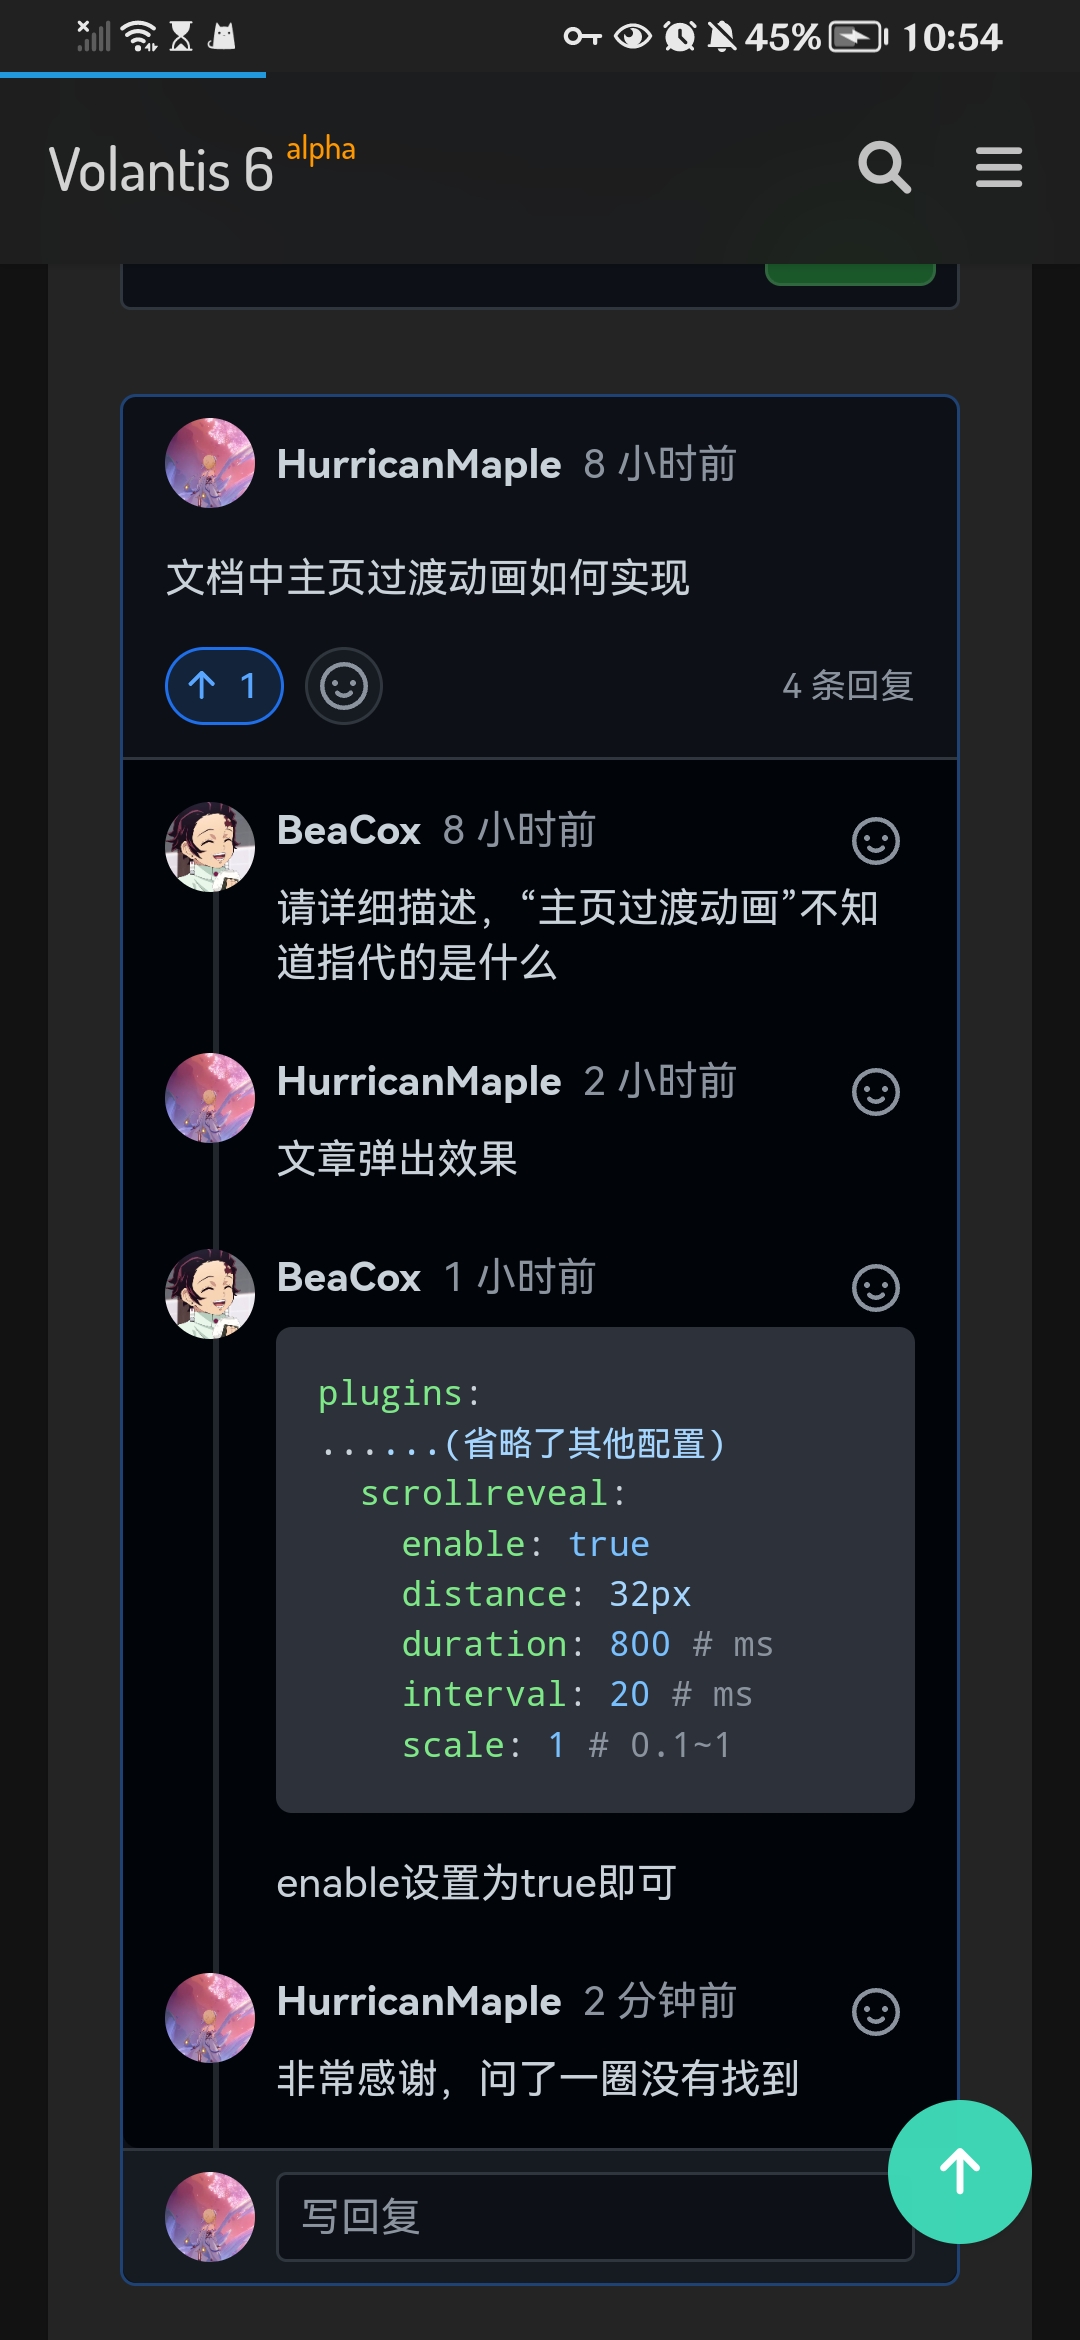 45% 10:54
Volantis 6 alpha
HurricanMaple 8 小时前
文档中主页过渡动画如何实现
1
4 条回复
BeaCox 8 小时前
请详细描述，“主页过渡动画”不知
道指代的是什么
HurricanMaple 2 小时前
文章弹出效果
BeaCox 1 小时前
plugins:
......(省略了其他配置)
scrollreveal:
enable: true
distance: 32px
duration: 800 # ms
interval: 20 # ms
scale: 1 # 0.1~1
enable设置为true即可
HurricanMaple 2 分钟前
非常感谢，问了一圈没有找到
写回复